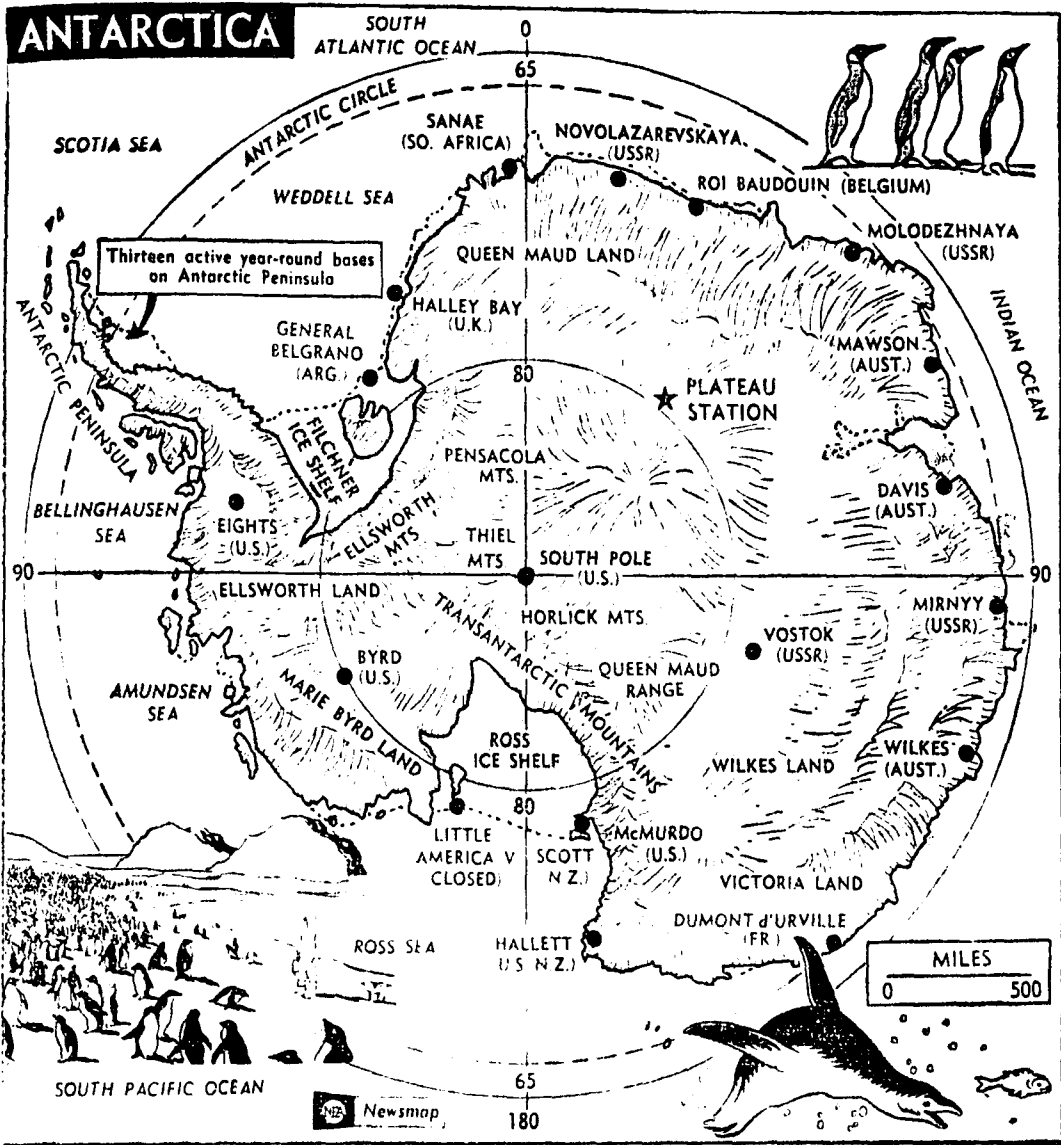 ANTARCTICA
SOUTH
ATLANTIC OCEAN
0
65
ANTARCTIC CIRCLE
SCOTIA SEA
SANAE
(SO. AFRICA)
NOVOLAZAREVSKAYA
(USSR)
ROI BAUDOUIN (BELGIUM)
WEDDELL SEA
MOLODEZHNAYA
(USSR)
Thirteen active year-round bases
on Antarctic Peninsula
QUEEN MAUD LAND
HALLEY BAY
(U.K.)
INDIAN OCEAN
ANTARCTIC PENINSULA
GENERAL
BELGRANO
(ARG.)
MAWSON
(AUST.)
80
PLATEAU
STATION
FILCHNER
ICE SHELF
PENSACOLA
MTS.
DAVIS
(AUST.)
BELLINGHAUSEN
SEA
EIGHTS
(U.S.)
ELLSWORTH
MTS
THIEL
MTS
SOUTH POLE
(U.S.)
90
90
ELLSWORTH LAND
TRANSANTARCTIC MOUNTAINS
HORLICK MTS.
MIRNYY
(USSR)
VOSTOK
(USSR)
BYRD
(U.S.)
QUEEN MAUD
RANGE
AMUNDSEN
SEA
MARIE BYRD LAND
ROSS
ICE SHELF
WILKES LAND
WILKES
(AUST.)
80
LITTLE
AMERICA V
CLOSED)
SCOTT
N Z.)
McMURDO
(U.S.)
VICTORIA LAND
ROSS SEA
HALLETT
(U S N.Z.)
DUMONT d'URVILLE
(FR )
MILES
0 500
SOUTH PACIFIC OCEAN
65
180
NEA Newsmap